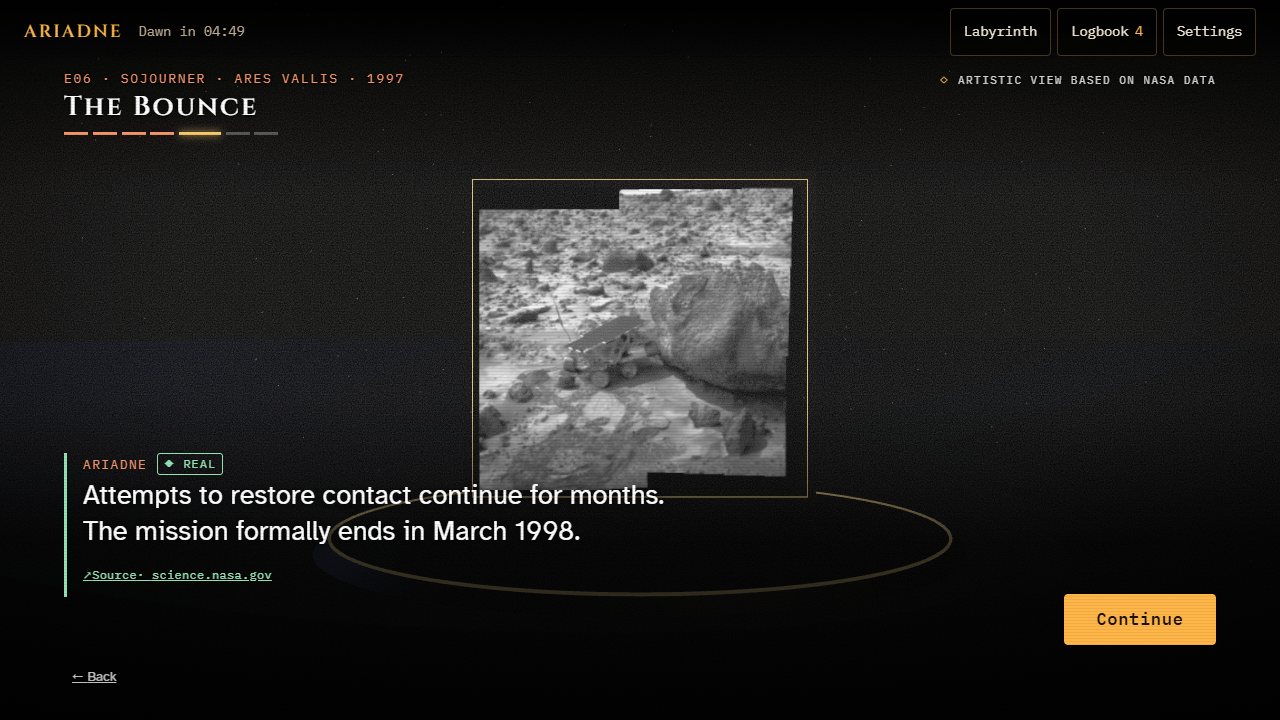 ARIADNE
Dawn in 04:49
Labyrinth
Logbook 4
Settings
E06 · SOJOURNER · ARES VALLIS · 1997
The Bounce
◇ ARTISTIC VIEW BASED ON NASA DATA
ARIADNE ◆ REAL
Attempts to restore contact continue for months.
The mission formally ends in March 1998.
↗Source· science.nasa.gov
Continue
← Back